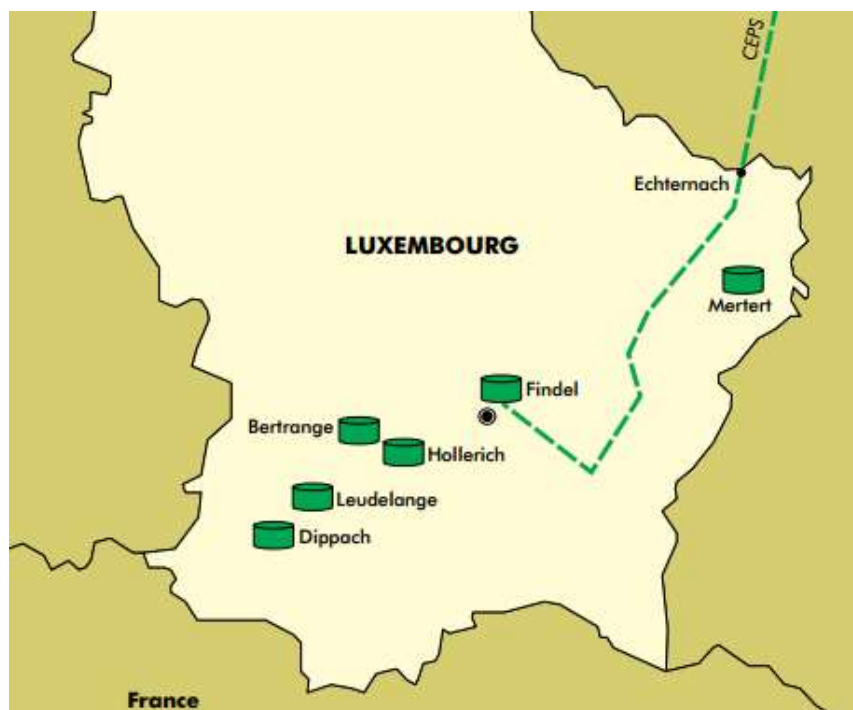 CEPS
Echternach
LUXEMBOURG
Mertert
Findel
Bertrange
Hollerich
Leudelange
Dippach
France